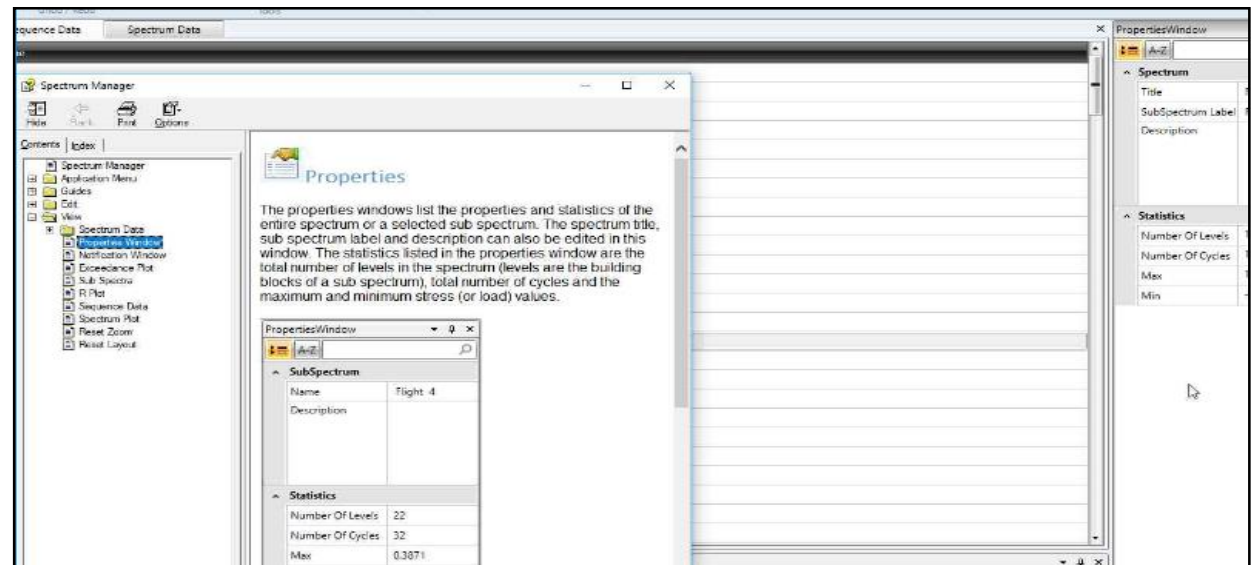 equence Data
Spectrum Data
PropertiesWindow
A-Z
Spectrum
Title
SubSpectrum Label
Description
Statistics
Number Of Levels
Number Of Cycles
Max
Min
Spectrum Manager
Hide
Back
Print
Options
Contents
Index
Spectrum Manager
Application Menu
Guides
Edit
View
Spectrum Data
Properties Window
Notification Window
Exceedance Plot
Sub Spectra
R Plot
Sequence Data
Spectrum Plot
Reset Zoom
Reset Layout
Properties
The properties windows list the properties and statistics of the
entire spectrum or a selected sub spectrum. The spectrum title,
sub spectrum label and description can also be edited in this
window. The statistics listed in the properties window are the
total number of levels in the spectrum (levels are the building
blocks of a sub spectrum), total number of cycles and the
maximum and minimum stress (or load) values.
PropertiesWindow
A-Z
SubSpectrum
Name Flight 4
Description
Statistics
Number Of Levels 22
Number Of Cycles 32
Max 0.3871